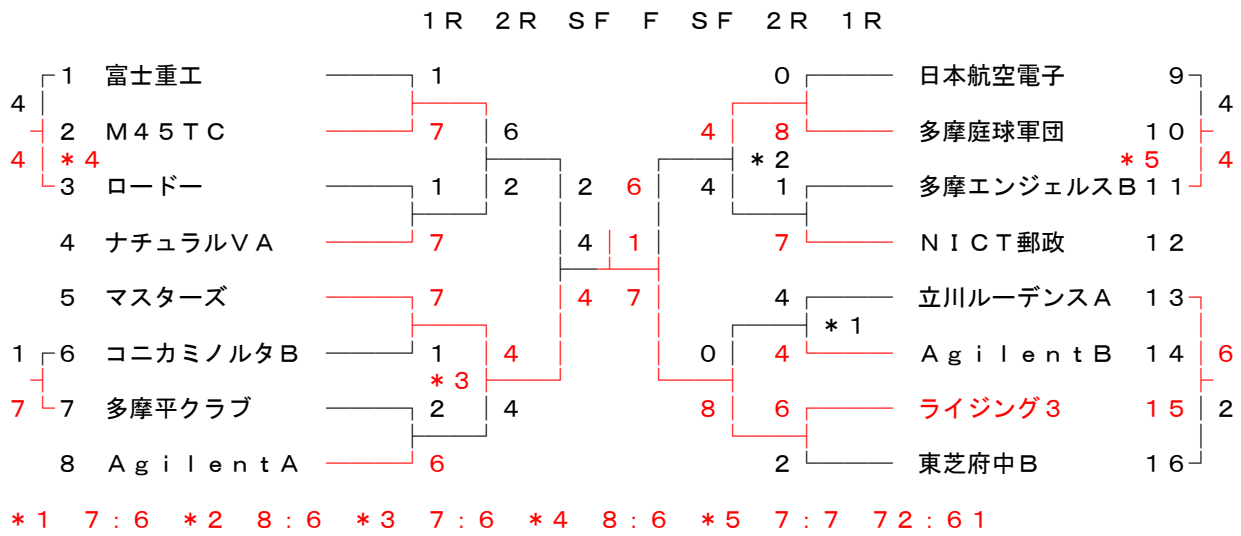 １Ｒ ２Ｒ ＳＦ Ｆ ＳＦ ２Ｒ １Ｒ
１ 富士重工 １ ０ 日本航空電子 ９
４ ４
２ Ｍ４５ＴＣ ７ ６ ４ ８ 多摩庭球軍団 １０
４ ＊４ ＊２ ＊５ ４
３ ロードー １ ２ ２ ６ ４ １ 多摩エンジェルスＢ １１
４ ナチュラルＶＡ ７ ４ １ ７ ＮＩＣＴ郵政 １２
５ マスターズ ７ ４ ７ ４ 立川ルーデンスＡ １３
＊１
１ ６ コニカミノルタＢ １ ４ ０ ４ ＡｇｉｌｅｎｔＢ １４ ６
＊３
７ ７ 多摩平クラブ ２ ４ ８ ６ ライジング３ １５ ２
８ ＡｇｉｌｅｎｔＡ ６ ２ 東芝府中Ｂ １６
＊１ ７：６ ＊２ ８：６ ＊３ ７：６ ＊４ ８：６ ＊５ ７：７ ７２：６１